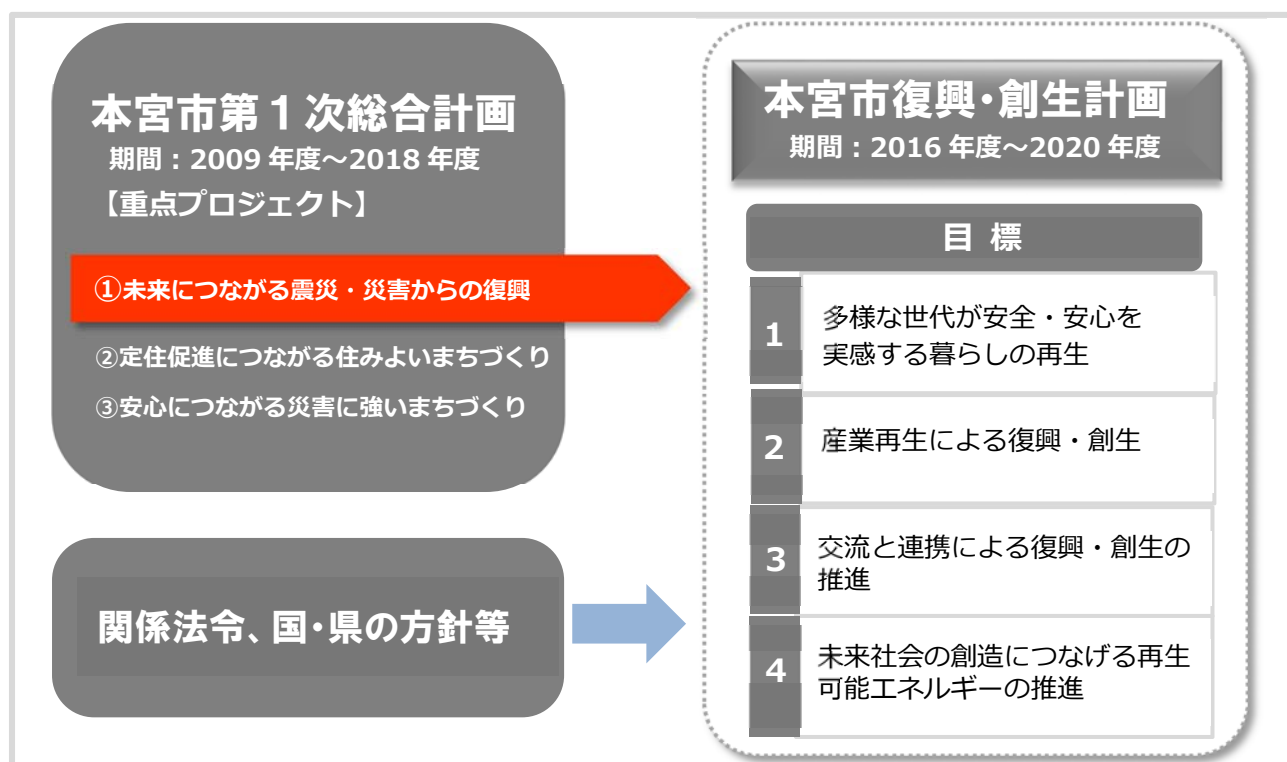 本宮市第1次総合計画
期間：2009 年度～2018 年度
【重点プロジェクト】
①未来につながる震災・災害からの復興
②定住促進につながる住みよいまちづくり
③安心につながる災害に強いまちづくり
関係法令、国・県の方針等
本宮市復興・創生計画
期間：2016 年度～2020 年度
目 標
1
多様な世代が安全・安心を
実感する暮らしの再生
2
産業再生による復興・創生
3
交流と連携による復興・創生の
推進
4
未来社会の創造につなげる再生
可能エネルギーの推進